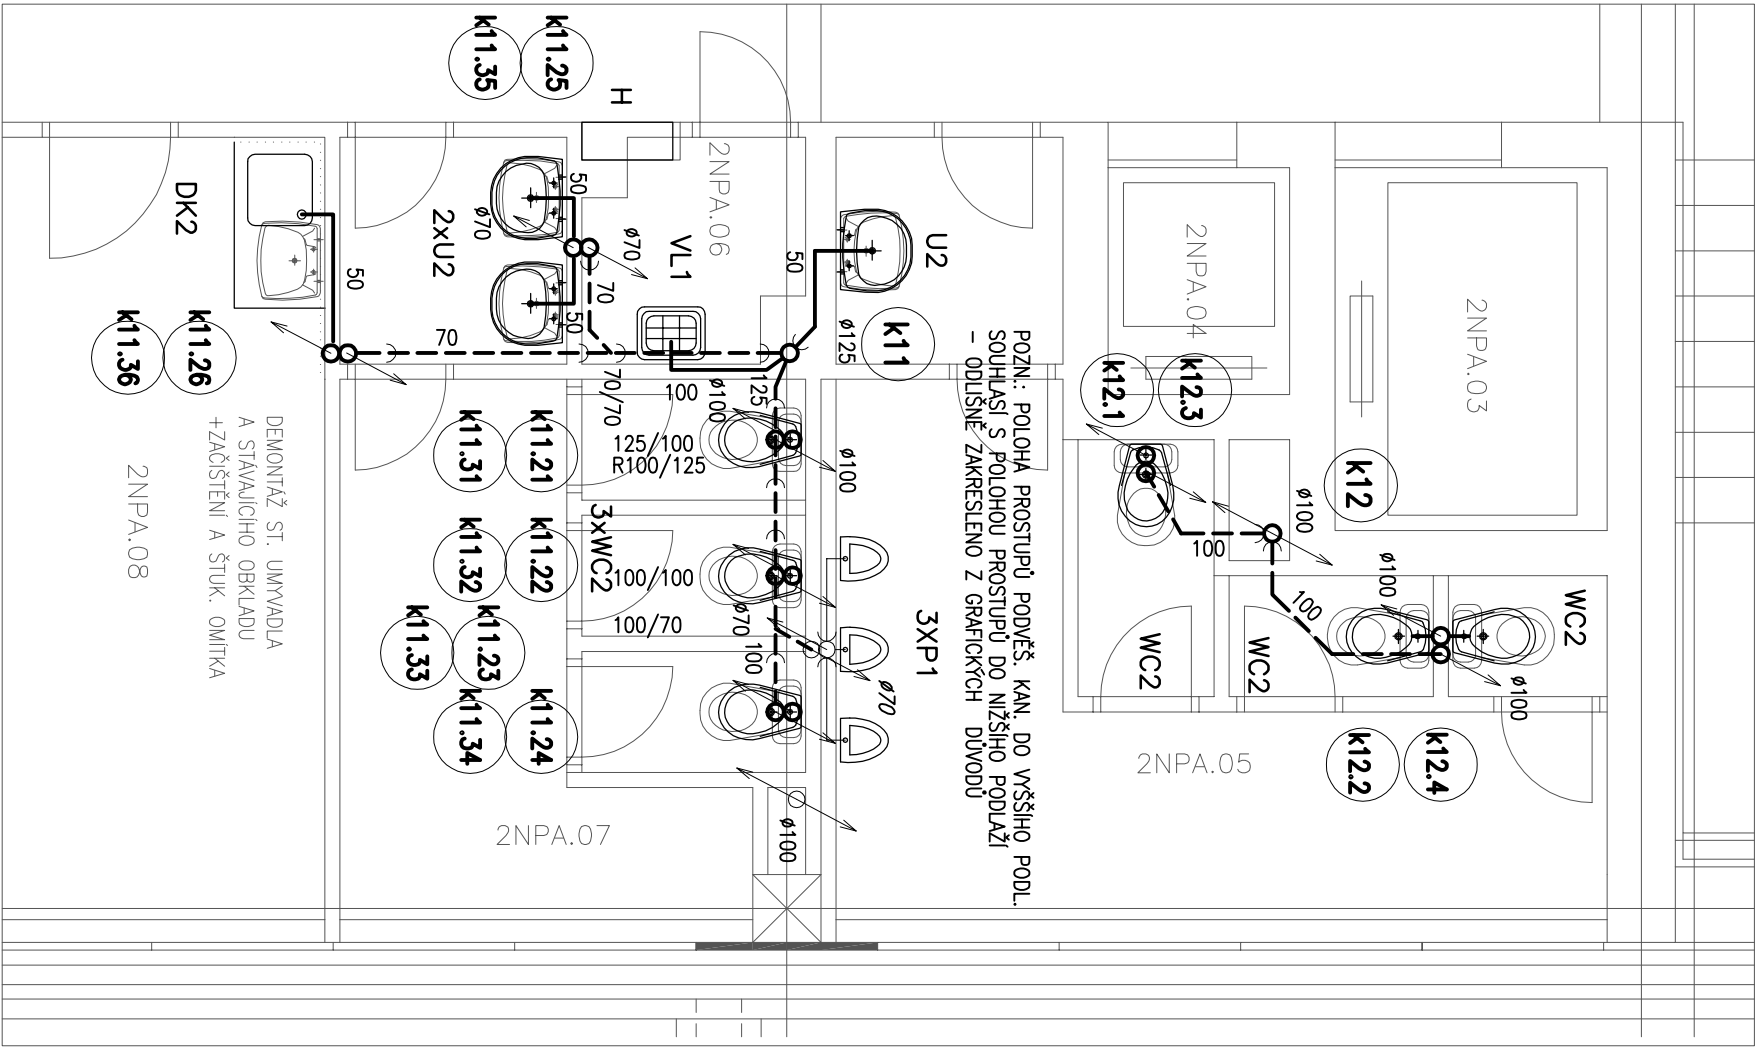 k11.35
k11.25
H
DK2
2xU2
50
Ø70
Ø70
VL1
2NPA.06
50
U2
2NPA.04
2NPA.03
50
50
70
70
Ø125
k11
k11.36
k11.26
70/70
100
Ø100
125
k12.1
k12.3
POZN.: POLOHA PROSTUPŮ PODVĚŠ. KAN. DO VYŠŠÍHO PODL.
SOUHLASÍ S POLOHOU PROSTUPŮ DO NIŽŠÍHO PODLAŽÍ
- ODLIŠNĚ ZAKRESLENO Z GRAFICKÝCH DŮVODŮ
DEMONTÁŽ ST. UMYVADLA
A STÁVAJÍCÍHO OBKLADU
+ZAČIŠTĚNÍ A ŠTUK. OMÍTKA
2NPA.08
k11.31
k11.21
125/100
R100/125
Ø100
k12
Ø100
100
Ø100
k11.32
k11.22
3xWC2
100/100
100/70
Ø70
100
3XP1
100
WC2
WC2
WC2
k11.33
k11.23
Ø70
Ø100
k11.34
k11.24
2NPA.07
Ø100
2NPA.05
k12.2
k12.4